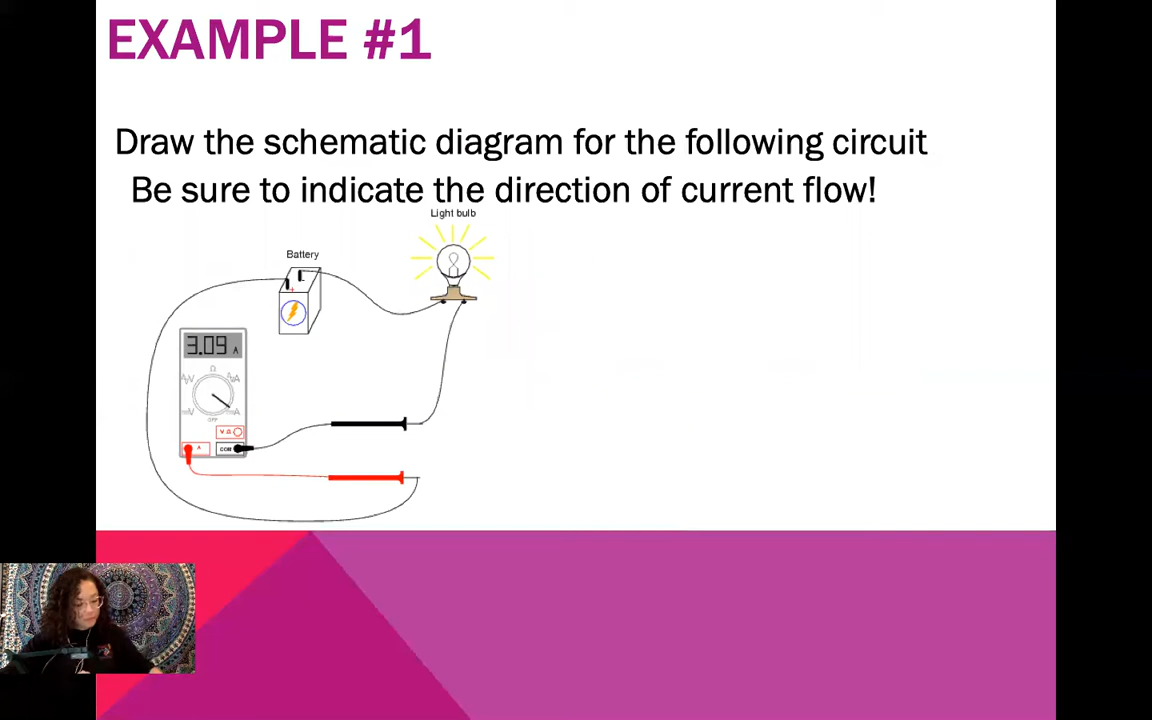 EXAMPLE #1
Draw the schematic diagram for the following circuit
Be sure to indicate the direction of current flow!
Light bulb
Battery
3.09 A
Ω
V
A
V
A
OFF
V Ω
A
COM